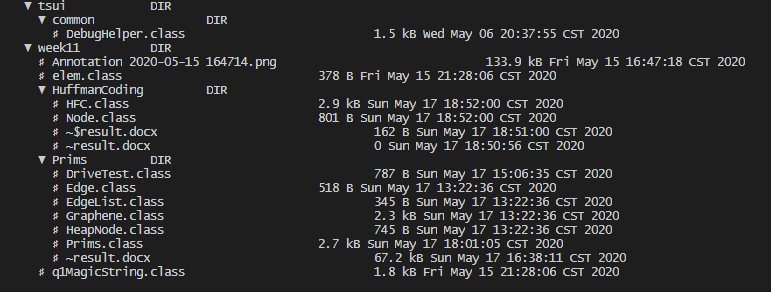 ▼ tsui DIR
▼ common DIR
♯ DebugHelper.class 1.5 kB Wed May 06 20:37:55 CST 2020
▼ week11 DIR
♯ Annotation 2020-05-15 164714.png 133.9 kB Fri May 15 16:47:18 CST 2020
♯ elem.class 378 B Fri May 15 21:28:06 CST 2020
▼ HuffmanCoding DIR
♯ HFC.class 2.9 kB Sun May 17 18:52:00 CST 2020
♯ Node.class 801 B Sun May 17 18:52:00 CST 2020
♯ ~$result.docx 162 B Sun May 17 18:51:00 CST 2020
♯ ~result.docx 0 Sun May 17 18:50:56 CST 2020
▼ Prims DIR
♯ DriveTest.class 787 B Sun May 17 15:06:35 CST 2020
♯ Edge.class 518 B Sun May 17 13:22:36 CST 2020
♯ EdgeList.class 345 B Sun May 17 13:22:36 CST 2020
♯ Graphene.class 2.3 kB Sun May 17 13:22:36 CST 2020
♯ HeapNode.class 745 B Sun May 17 13:22:36 CST 2020
♯ Prims.class 2.7 kB Sun May 17 18:01:05 CST 2020
♯ ~result.docx 67.2 kB Sun May 17 16:38:11 CST 2020
♯ q1MagicString.class 1.8 kB Fri May 15 21:28:06 CST 2020